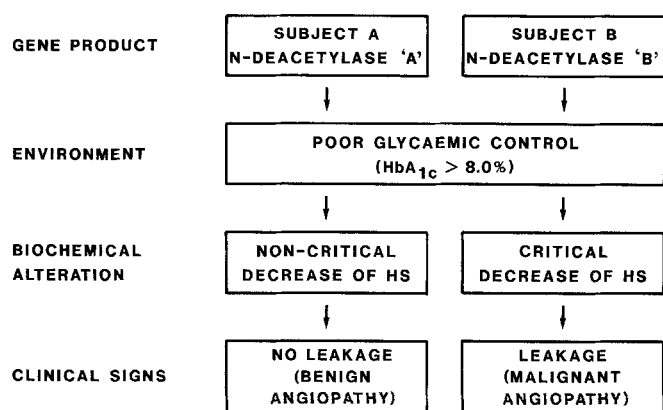 GENE PRODUCT
SUBJECT A
N-DEACETYLASE ‘A’
SUBJECT B
N-DEACETYLASE ‘B’
ENVIRONMENT
POOR GLYCAEMIC CONTROL
(HbA1c > 8.0%)
BIOCHEMICAL
ALTERATION
NON-CRITICAL
DECREASE OF HS
CRITICAL
DECREASE OF HS
CLINICAL SIGNS
NO LEAKAGE
(BENIGN
ANGIOPATHY)
LEAKAGE
(MALIGNANT
ANGIOPATHY)